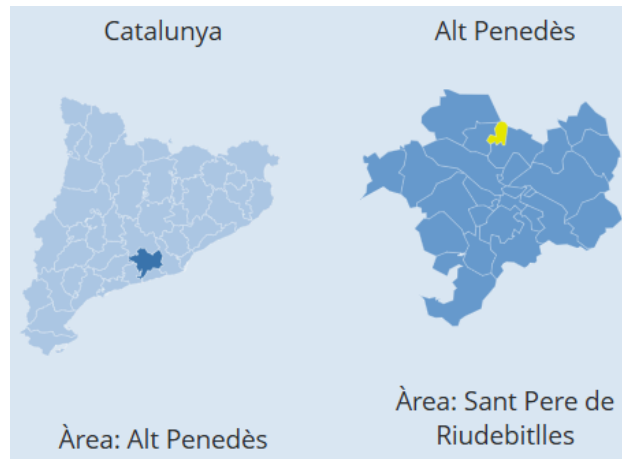 Catalunya
Alt Penedès
Àrea: Alt Penedès
Àrea: Sant Pere de
Riudebitlles